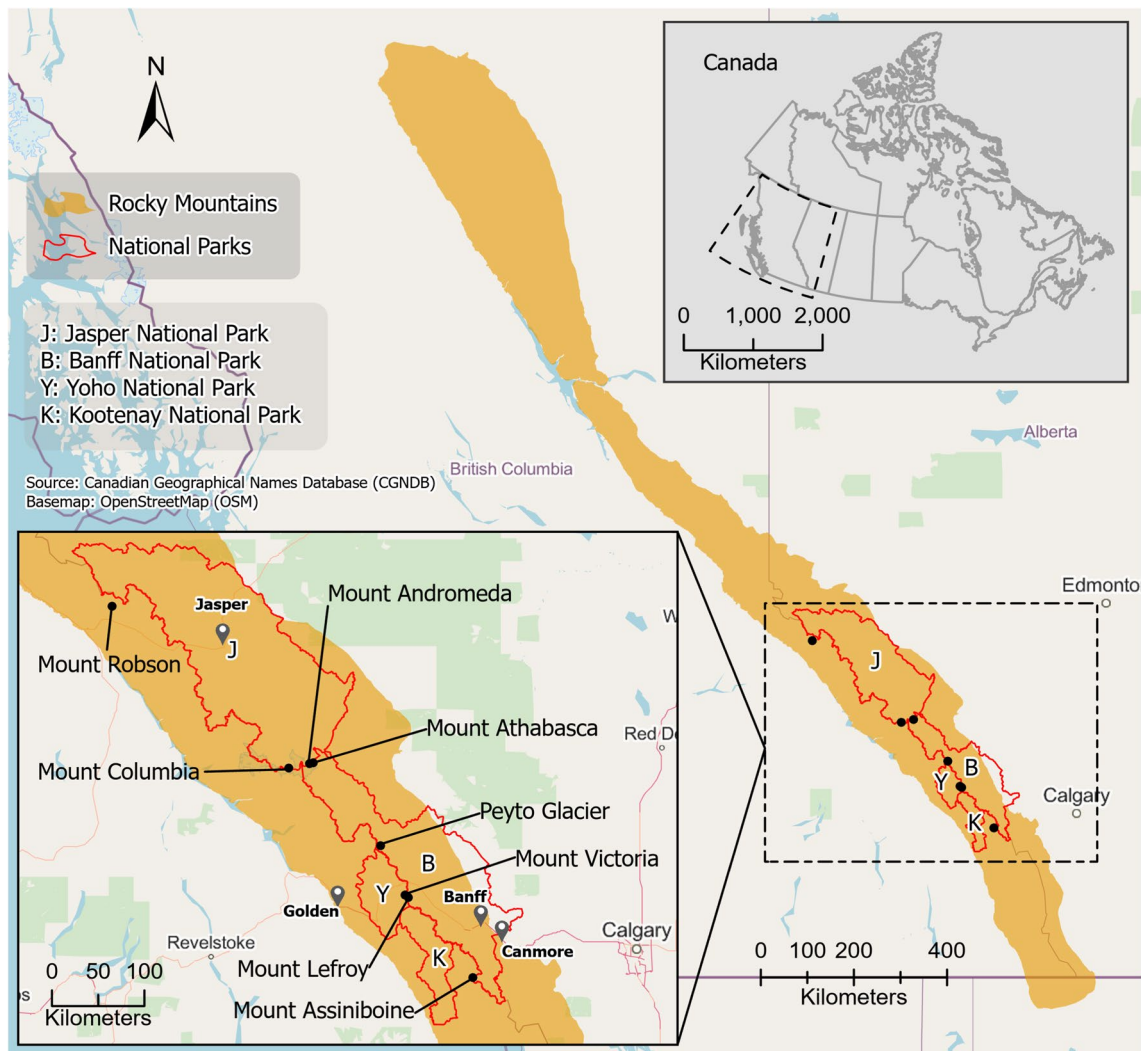 N
Rocky Mountains
National Parks
J: Jasper National Park
B: Banff National Park
Y: Yoho National Park
K: Kootenay National Park
Source: Canadian Geographical Names Database (CGNDB)
Basemap: OpenStreetMap (OSM)
Canada
0 1,000 2,000
Kilometers
British Columbia
Alberta
Edmonto
J
B
Y
K
Calgary
0 100 200 400
Kilometers
Mount Andromeda
Jasper
J
Mount Robson
W
Mount Athabasca
Red De
Mount Columbia
Peyto Glacier
Mount Victoria
B
Y
Banff
Golden
Canmore
Calgary
Revelstoke
K
Mount Lefroy
Mount Assiniboine
0 50 100
Kilometers
os